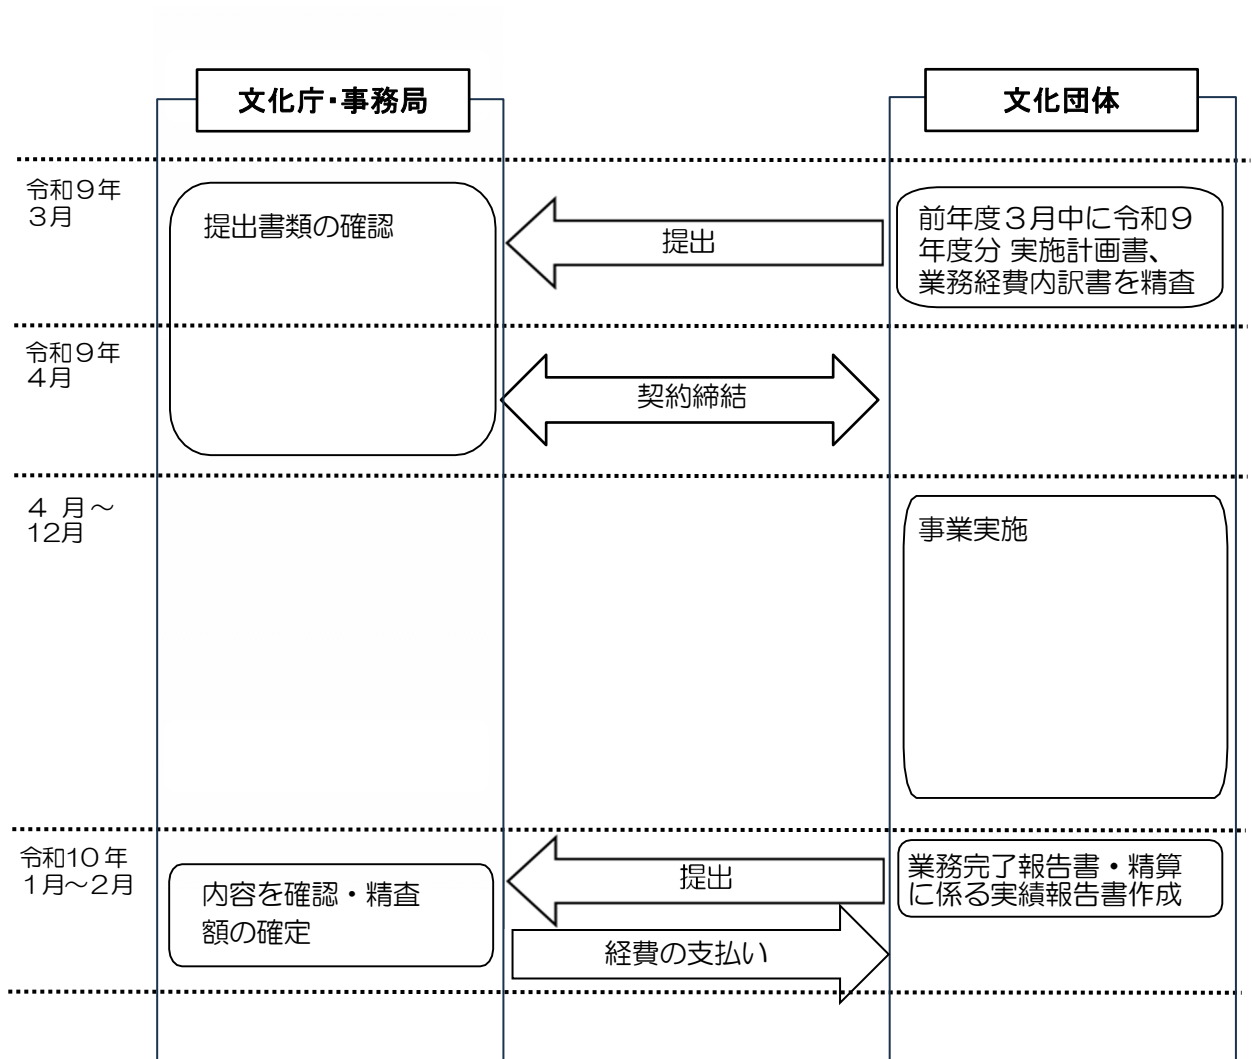 文化庁・事務局
文化団体
令和９年
３月
提出書類の確認
提出
前年度３月中に令和９
年度分 実施計画書、
業務経費内訳書を精査
令和９年
４月
契約締結
４ 月～
12月
事業実施
令和10 年
１月～２月
内容を確認・精査
額の確定
提出
業務完了報告書・精算
に係る実績報告書作成
経費の支払い